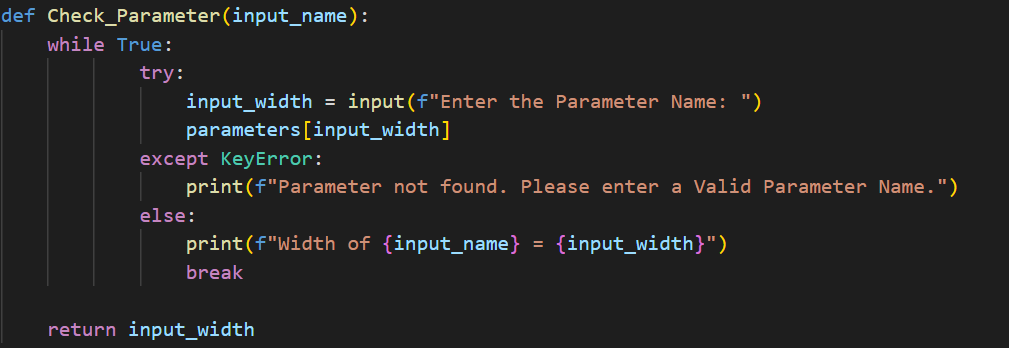 def Check_Parameter(input_name):
    while True:
            try:
                input_width = input(f"Enter the Parameter Name: ")
                parameters[input_width]
            except KeyError:
                print(f"Parameter not found. Please enter a Valid Parameter Name.")
            else:
                print(f"Width of {input_name} = {input_width}")
                break
    return input_width